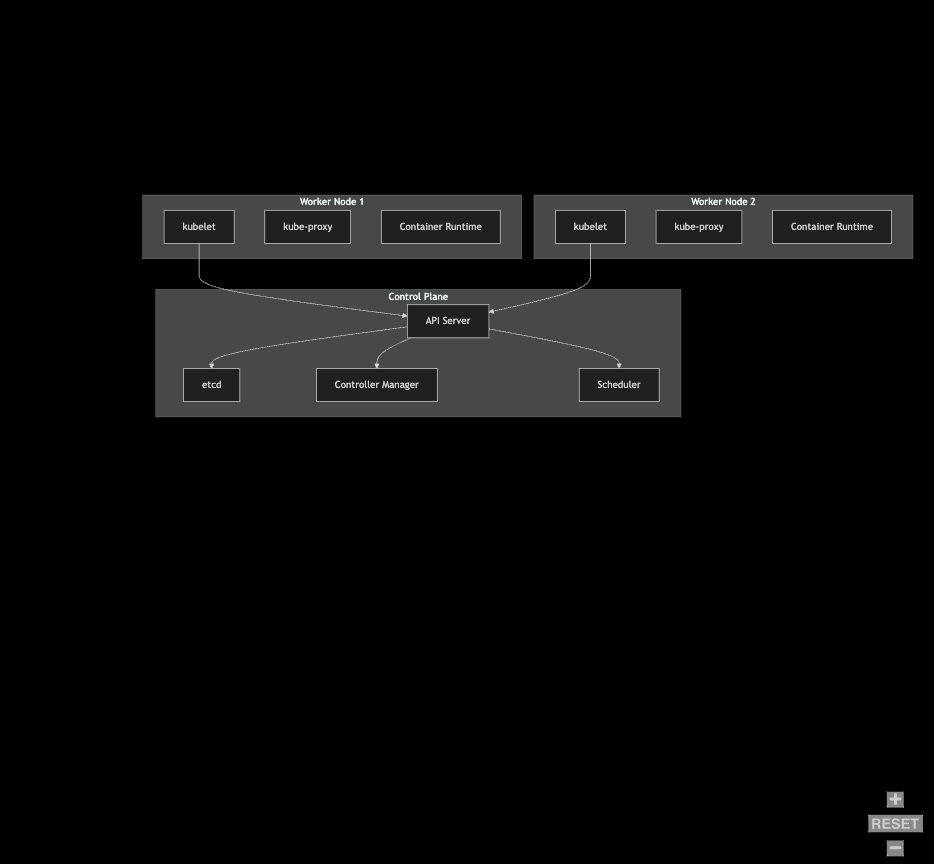 Worker Node 1
kubelet
kube-proxy
Container Runtime
Worker Node 2
kubelet
kube-proxy
Container Runtime
Control Plane
API Server
etcd
Controller Manager
Scheduler
+
RESET
−